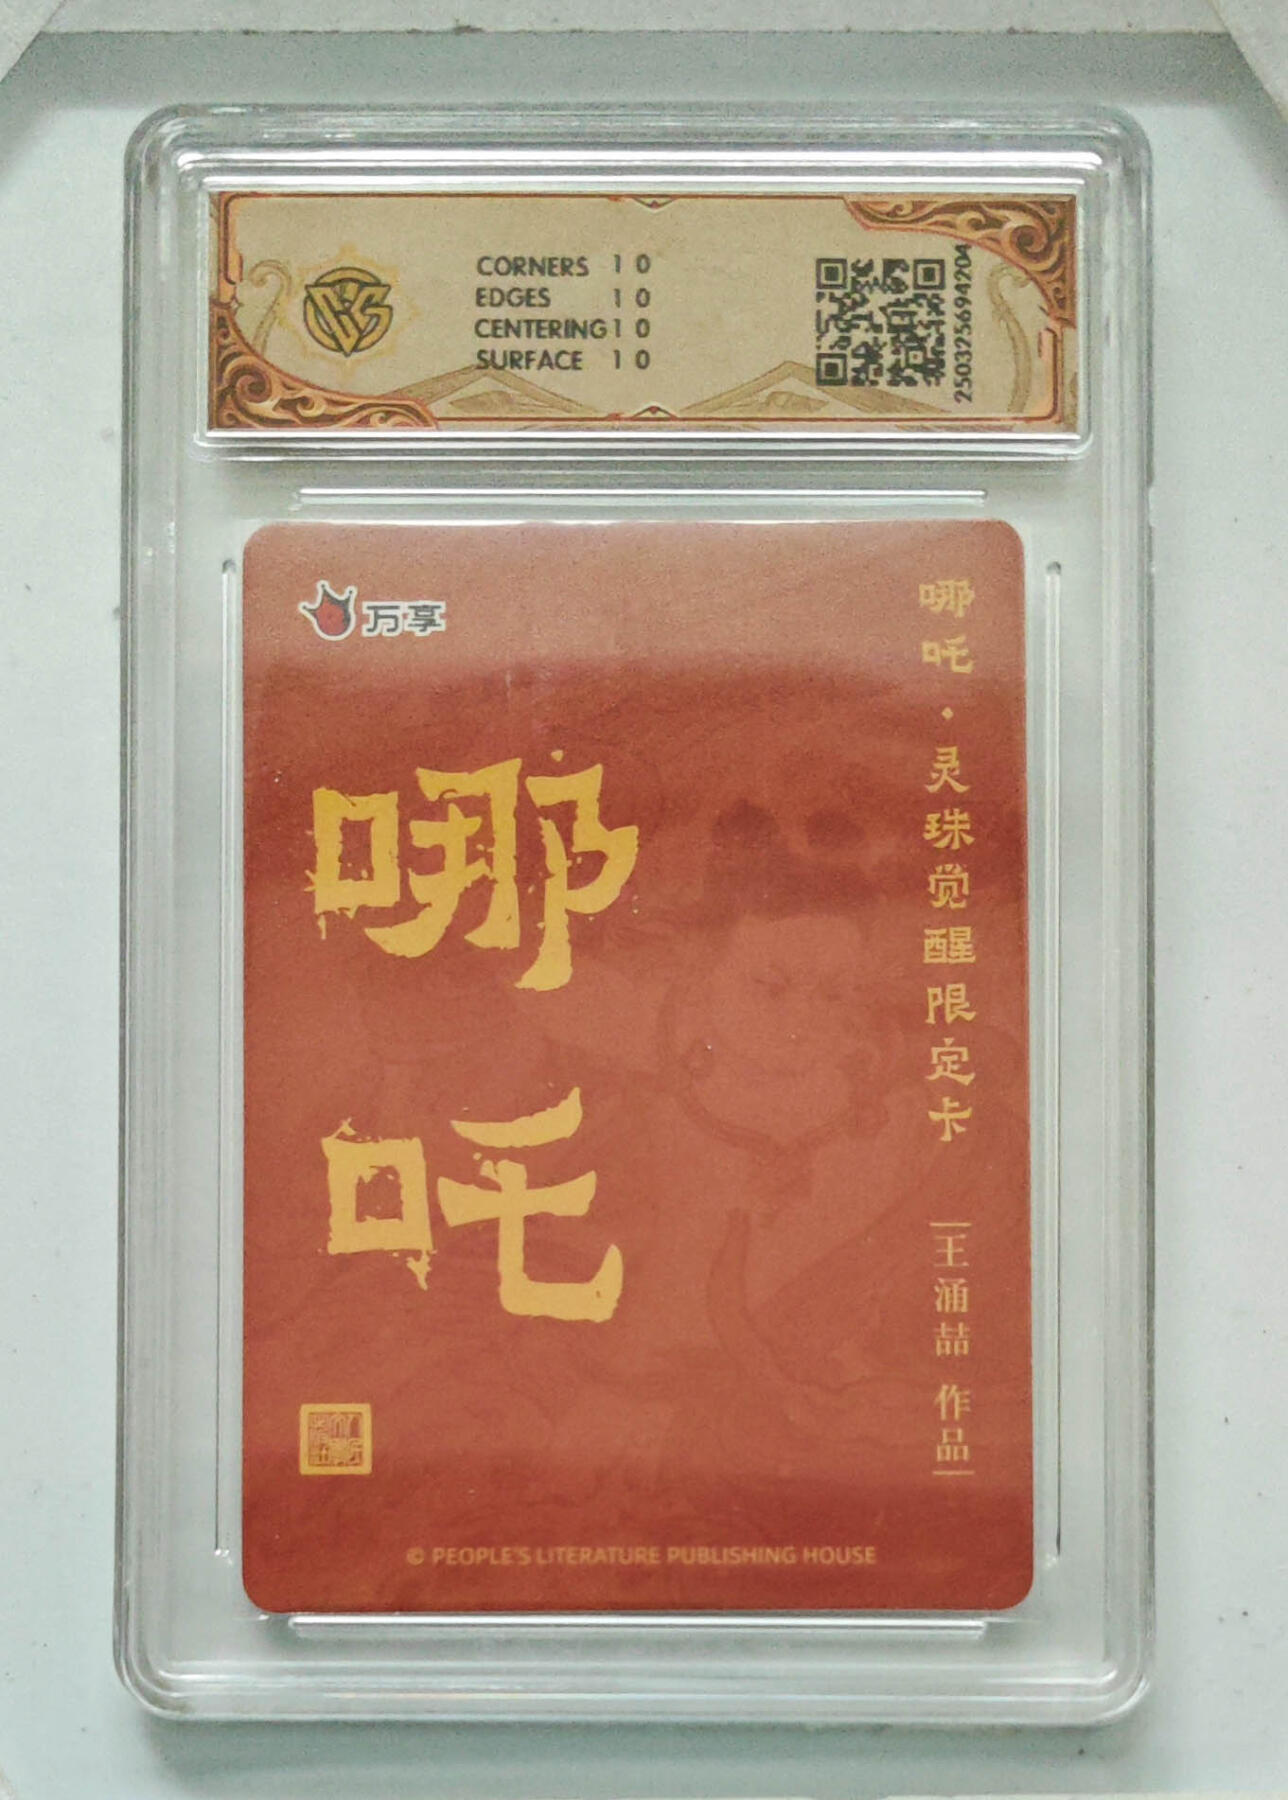 CCS
CORNERS 10
EDGES 10
CENTERING 10
SURFACE 10
250325694204
万享
哪吒
哪吒·灵珠觉醒限定卡
王涌喆 作品
© PEOPLE'S LITERATURE PUBLISHING HOUSE